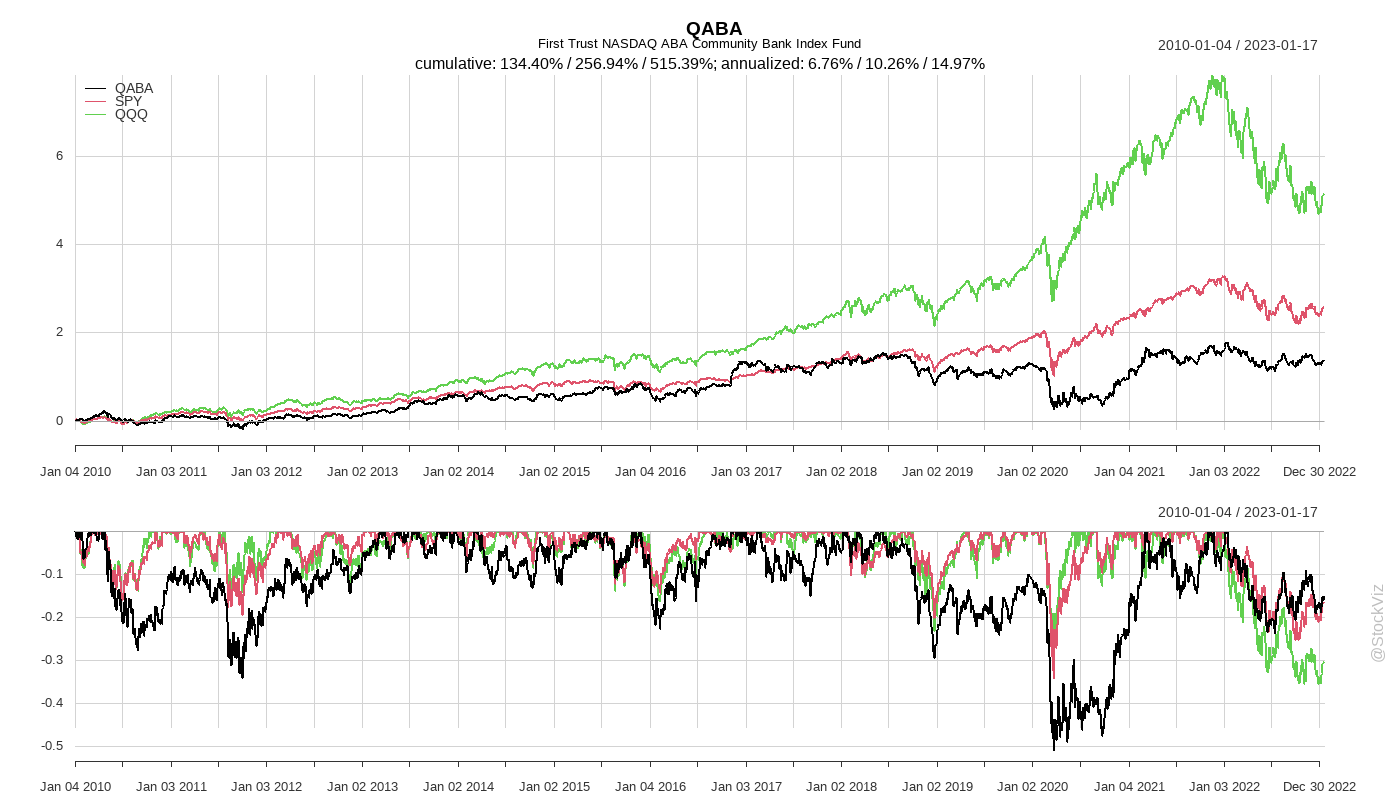 QABA
First Trust NASDAQ ABA Community Bank Index Fund
2010-01-04 / 2023-01-17
cumulative: 134.40% / 256.94% / 515.39%; annualized: 6.76% / 10.26% / 14.97%
QABA
SPY
QQQ
6
4
2
0
Jan 04 2010 Jan 03 2011 Jan 03 2012 Jan 02 2013 Jan 02 2014 Jan 02 2015 Jan 04 2016 Jan 03 2017 Jan 02 2018 Jan 02 2019 Jan 02 2020 Jan 04 2021 Jan 03 2022 Dec 30 2022
2010-01-04 / 2023-01-17
-0.1
-0.2
-0.3
-0.4
-0.5
Jan 04 2010 Jan 03 2011 Jan 03 2012 Jan 02 2013 Jan 02 2014 Jan 02 2015 Jan 04 2016 Jan 03 2017 Jan 02 2018 Jan 02 2019 Jan 02 2020 Jan 04 2021 Jan 03 2022 Dec 30 2022
@StockViz